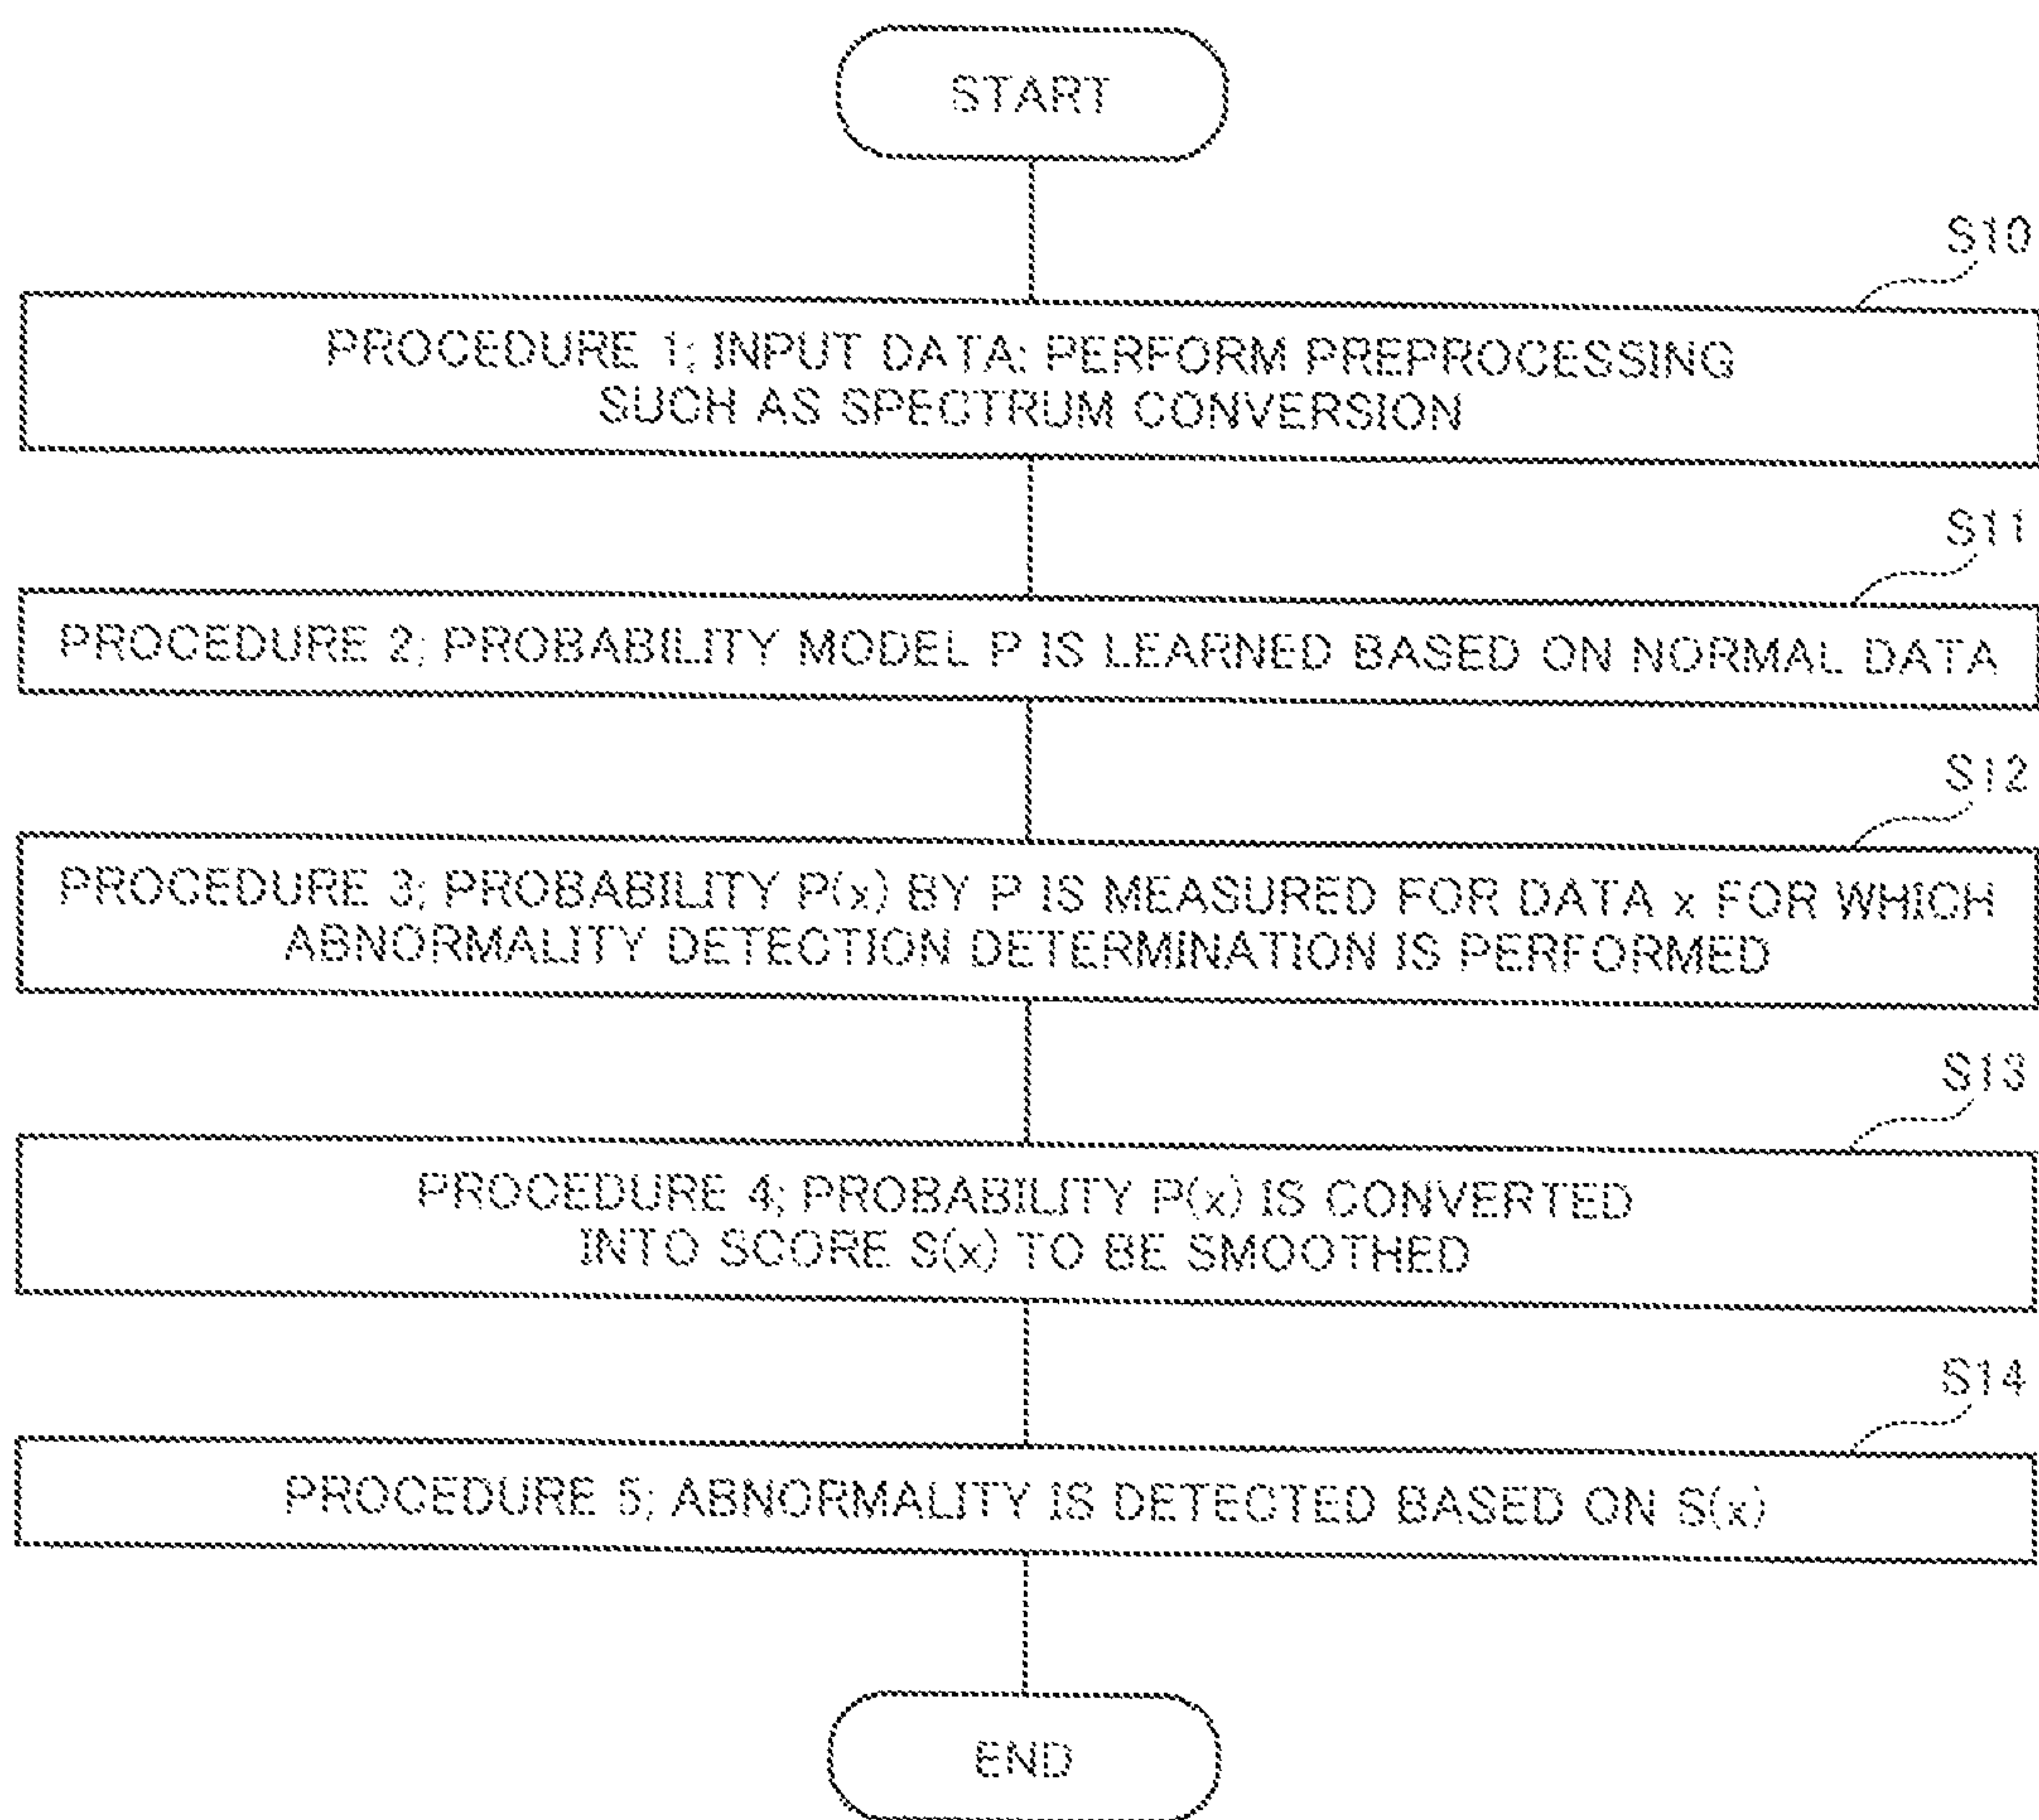 START
S10
PROCEDURE 1; INPUT DATA; PERFORM PREPROCESSING
SUCH AS SPECTRUM CONVERSION
S11
PROCEDURE 2; PROBABILITY MODEL P IS LEARNED BASED ON NORMAL DATA
S12
PROCEDURE 3; PROBABILITY P(x) BY P IS MEASURED FOR DATA x FOR WHICH
ABNORMALITY DETECTION DETERMINATION IS PERFORMED
S13
PROCEDURE 4; PROBABILITY P(x) IS CONVERTED
INTO SCORE S(x) TO BE SMOOTHED
S14
PROCEDURE 5; ABNORMALITY IS DETECTED BASED ON S(x)
END